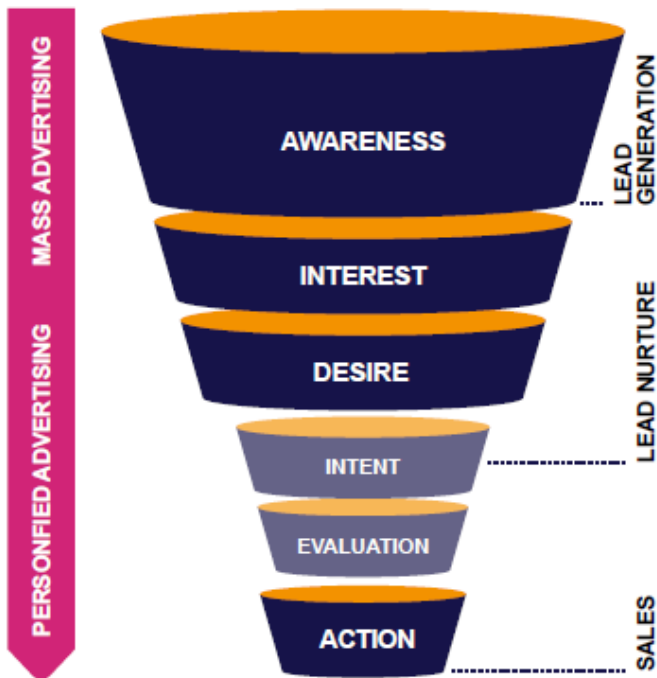 MASS ADVERTISING
PERSONFIED ADVERTISING
AWARENESS
INTEREST
DESIRE
INTENT
EVALUATION
ACTION
LEAD
GENERATION
LEAD NURTURE
SALES